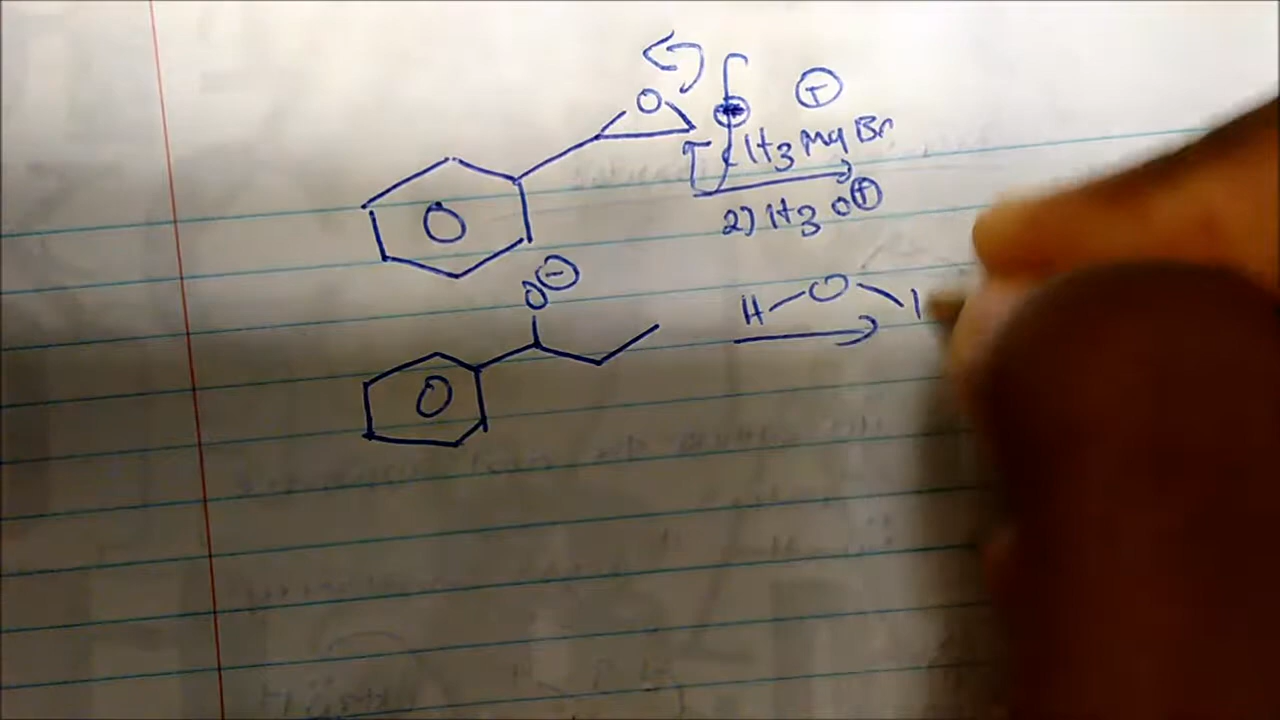 O
⊕
CH3MgBr
2) H3O⊕
O
O⊖
H-O-
O